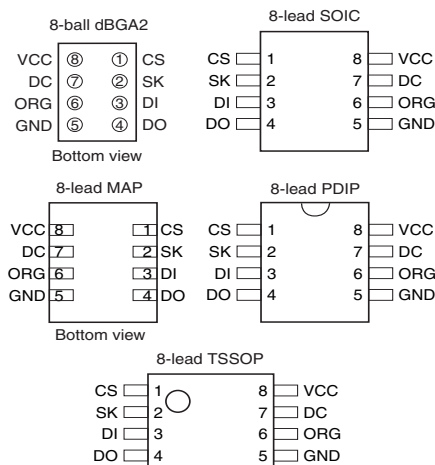 8-ball dBGA2
VCC 8 1 CS
DC 7 2 SK
ORG 6 3 DI
GND 5 4 DO
Bottom view
8-lead SOIC
CS 1 8 VCC
SK 2 7 DC
DI 3 6 ORG
DO 4 5 GND
8-lead MAP
VCC 8 1 CS
DC 7 2 SK
ORG 6 3 DI
GND 5 4 DO
Bottom view
8-lead PDIP
CS 1 8 VCC
SK 2 7 DC
DI 3 6 ORG
DO 4 5 GND
8-lead TSSOP
CS 1 8 VCC
SK 2 7 DC
DI 3 6 ORG
DO 4 5 GND